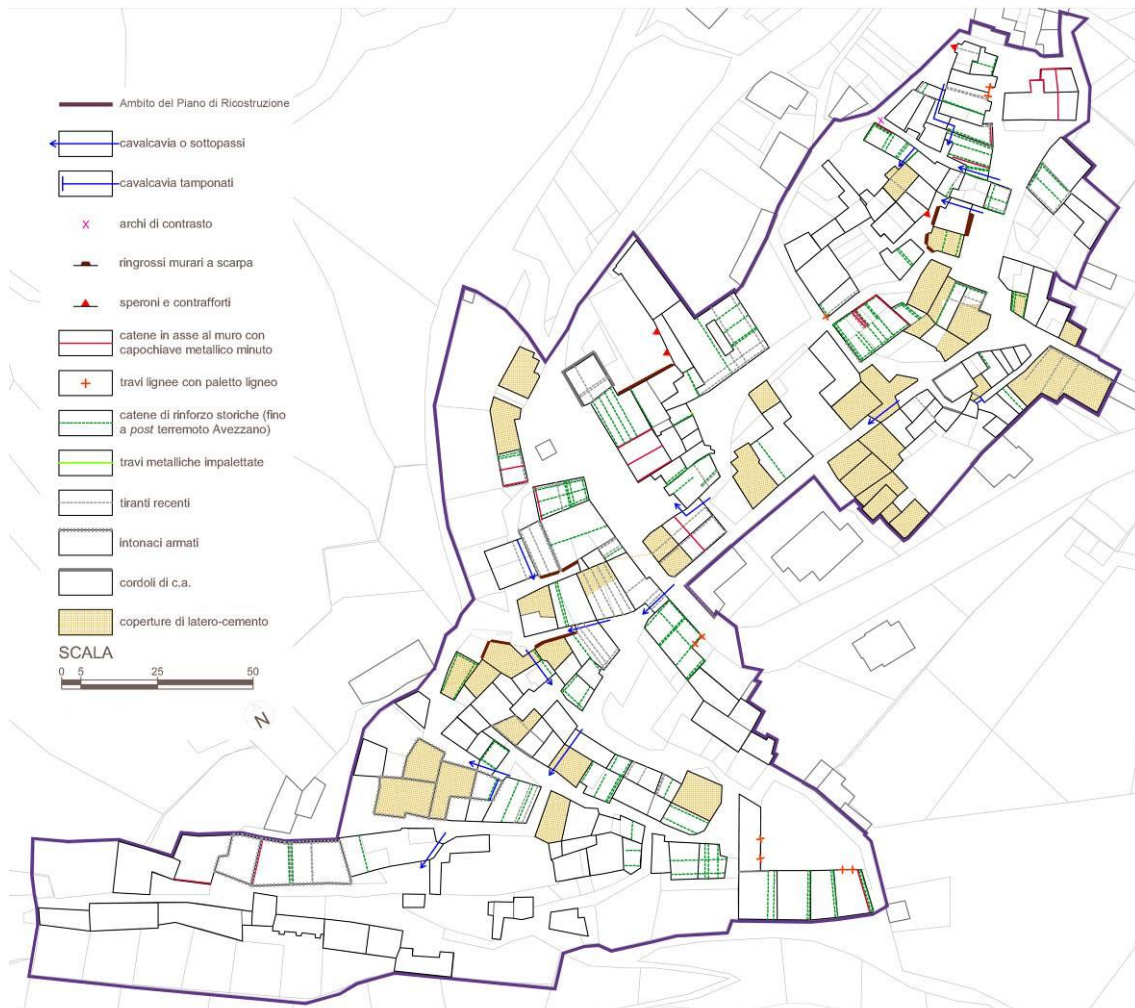 Ambito del Piano di Ricostruzione
cavalcavia o sottopassi
cavalcavia tamponati
archi di contrasto
ringrossi murari a scarpa
speroni e contrafforti
catene in asse al muro con
capochiave metallico minuto
travi lignee con paletto ligneo
catene di rinforzo storiche (fino
a post terremoto Avezzano)
travi metalliche impalettate
tiranti recenti
intonaci armati
cordoli di c.a.
coperture di latero-cemento
SCALA
0 5 25 50
N